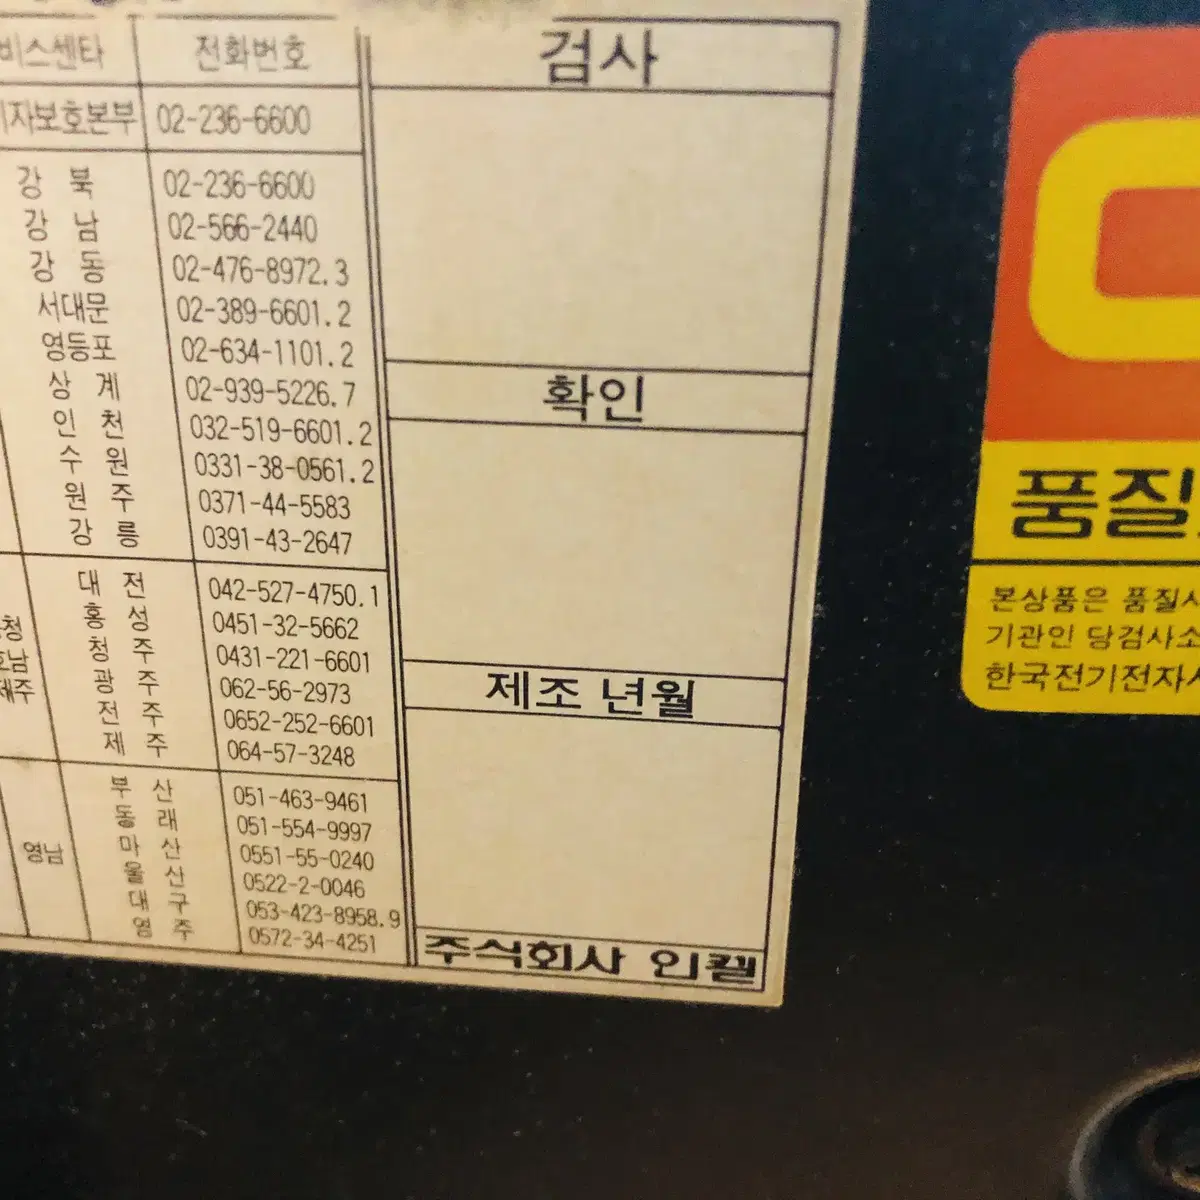 비스센타 전화번호
자보호본부 02-236-6600
강 북 02-236-6600
강 남 02-566-2440
강 동 02-476-8972.3
서대문 02-389-6601.2
영등포 02-634-1101.2
상 계 02-939-5226.7
인 천 032-519-6601.2
수 원 0331-38-0561.2
원 주 0371-44-5583
강 릉 0391-43-2647
청
남
제주
대 전 042-527-4750.1
홍 성 0451-32-5662
청 주 0431-221-6601
광 주 062-56-2973
전 주 0652-252-6601
제 주 064-57-3248
영남
부 산 051-463-9461
동 래 051-554-9997
마 산 0551-55-0240
울 산 0522-2-0046
대 구 053-423-8958.9
영 주 0572-34-4251
검사
확인
제조 년월
주식회사 인켈
품질
본상품은 품질시
기관인 당검사소
한국전기전자시